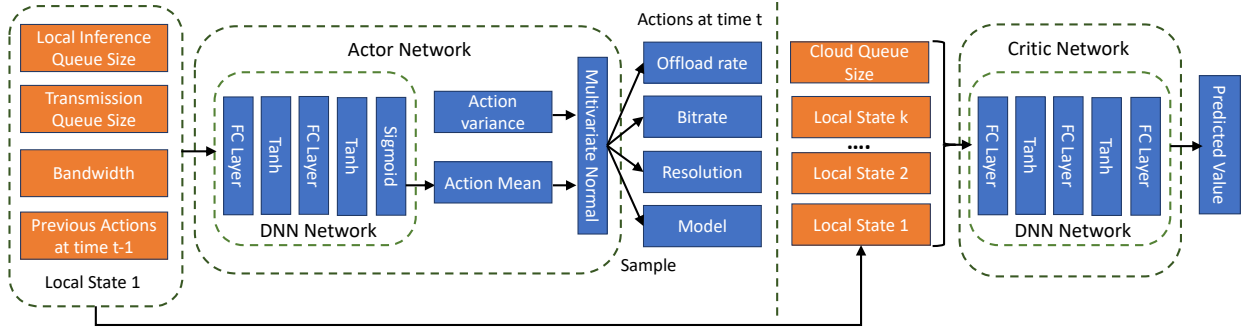 Local Inference
Queue Size
Transmission
Queue Size
Bandwidth
Previous Actions
at time t-1
Local State 1
Actor Network
FC Layer
Tanh
FC Layer
Tanh
Sigmoid
DNN Network
Action
variance
Action Mean
Multivariate Normal
Sample
Actions at time t
Offload rate
Bitrate
Resolution
Model
Cloud Queue
Size
Local State k
....
Local State 2
Local State 1
Critic Network
FC Layer
Tanh
FC Layer
Tanh
FC Layer
DNN Network
Predicted Value